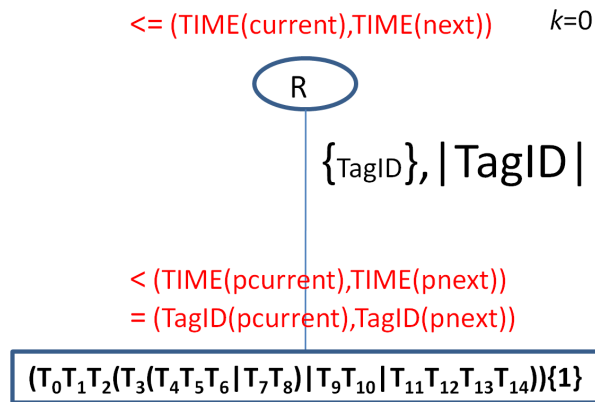 <= (TIME(current),TIME(next))
k=0
R
{TagID},|TagID|
< (TIME(pcurrent),TIME(pnext))
= (TagID(pcurrent),TagID(pnext))
(T₀T₁T₂(T₃(T₄T₅T₆|T₇T₈)|T₉T₁₀|T₁₁T₁₂T₁₃T₁₄)){1}